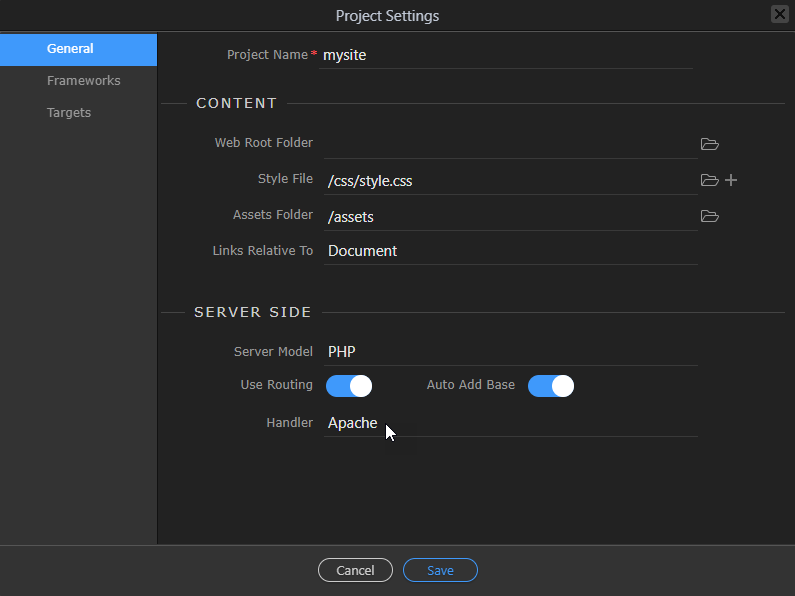 Project Settings
General
Frameworks
Targets
Project Name * mysite
CONTENT
Web Root Folder
Style File /css/style.css
Assets Folder /assets
Links Relative To Document
SERVER SIDE
Server Model PHP
Use Routing Auto Add Base
Handler Apache
Cancel Save